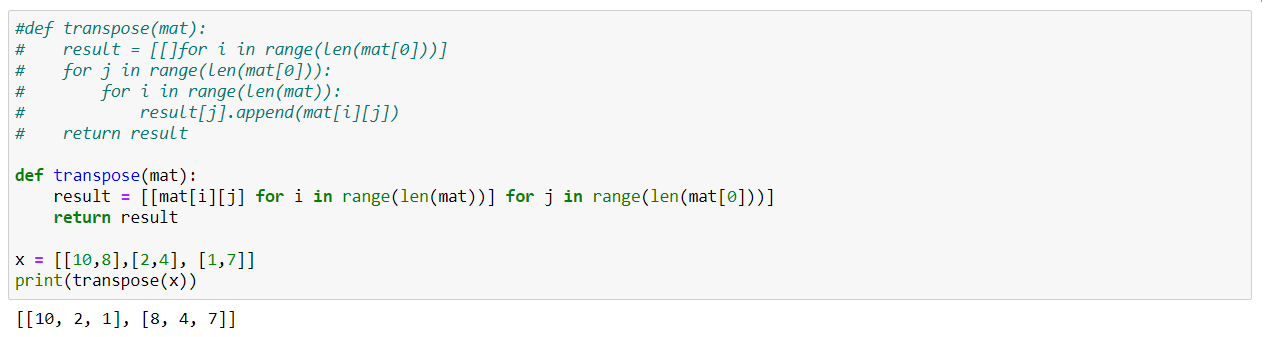 #def transpose(mat):
#    result = [[]for i in range(len(mat[0]))]
#    for j in range(len(mat[0])):
#        for i in range(len(mat)):
#            result[j].append(mat[i][j])
#    return result

def transpose(mat):
    result = [[mat[i][j] for i in range(len(mat))] for j in range(len(mat[0]))]
    return result

x = [[10,8],[2,4], [1,7]]
print(transpose(x))
[[10, 2, 1], [8, 4, 7]]